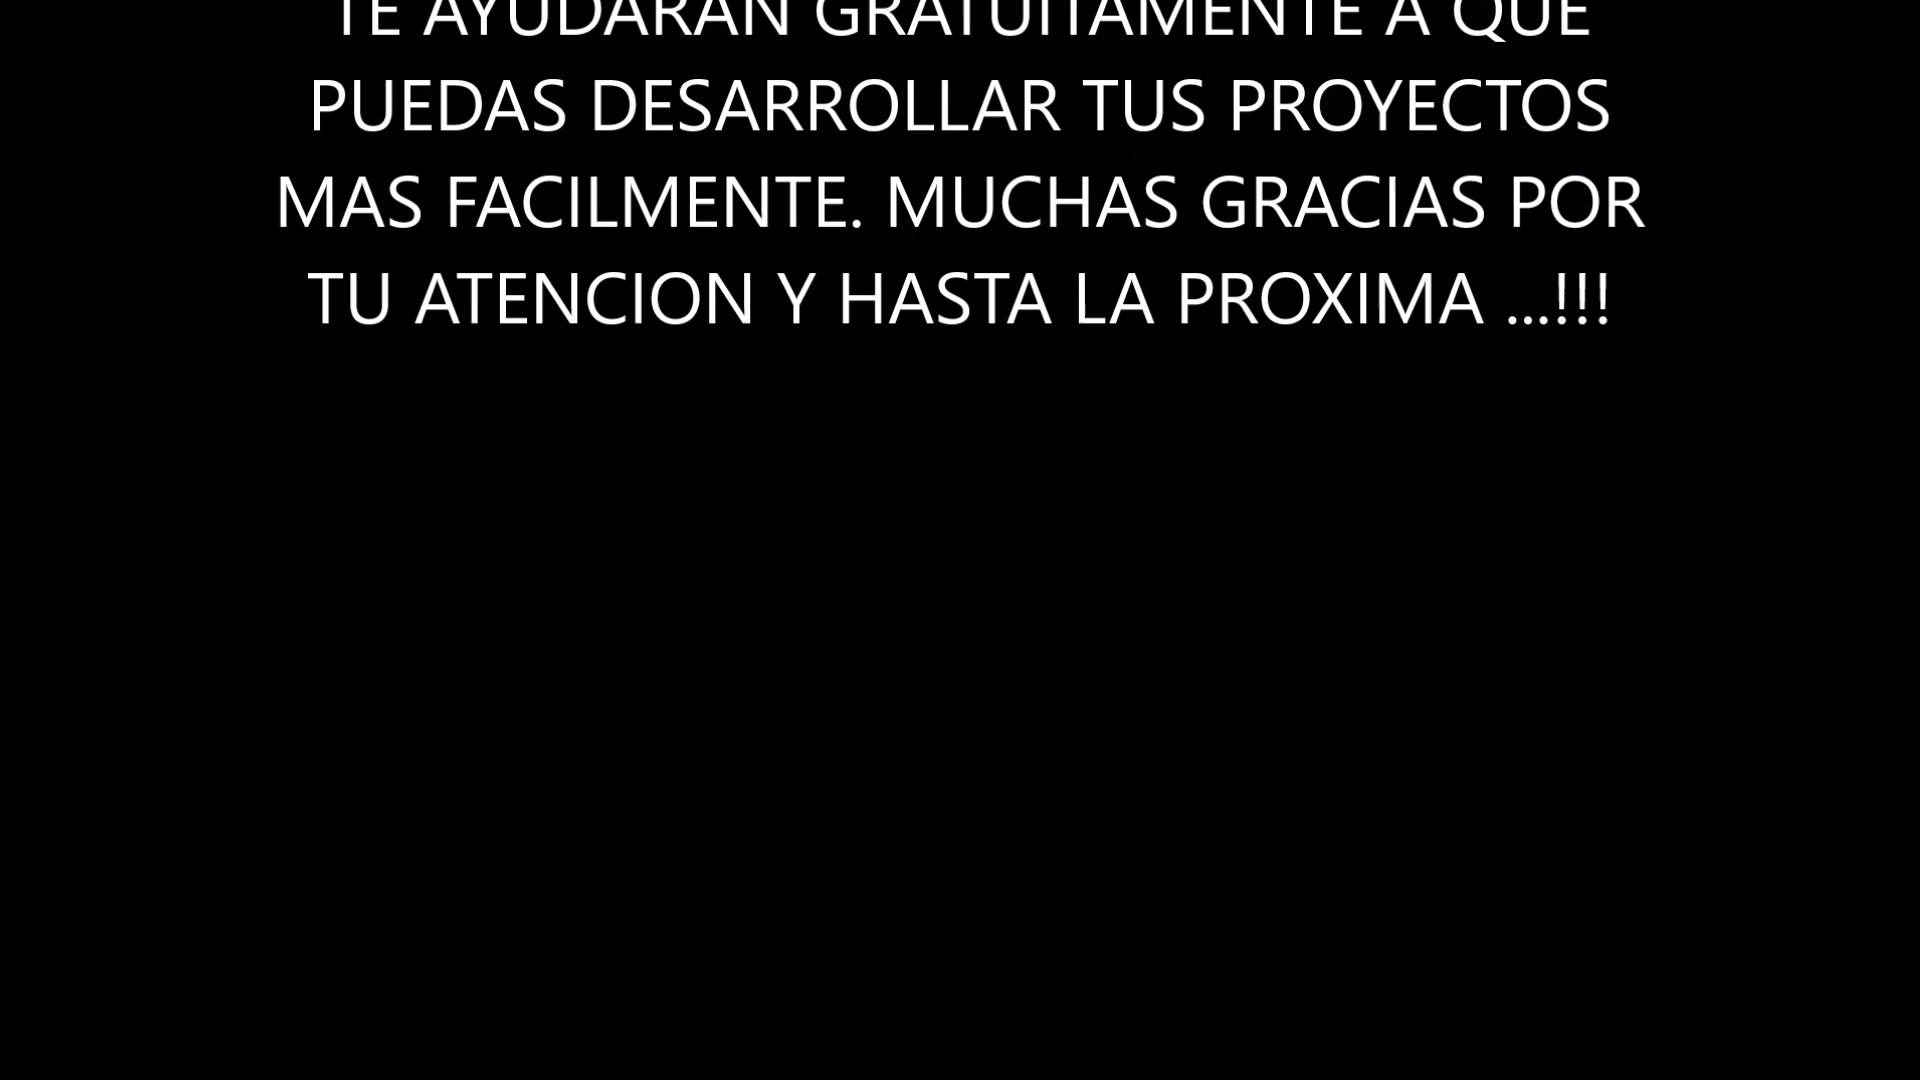 TE AYUDARAN GRATUITAMENTE A QUE
PUEDAS DESARROLLAR TUS PROYECTOS
MAS FACILMENTE. MUCHAS GRACIAS POR
TU ATENCION Y HASTA LA PROXIMA ...!!!